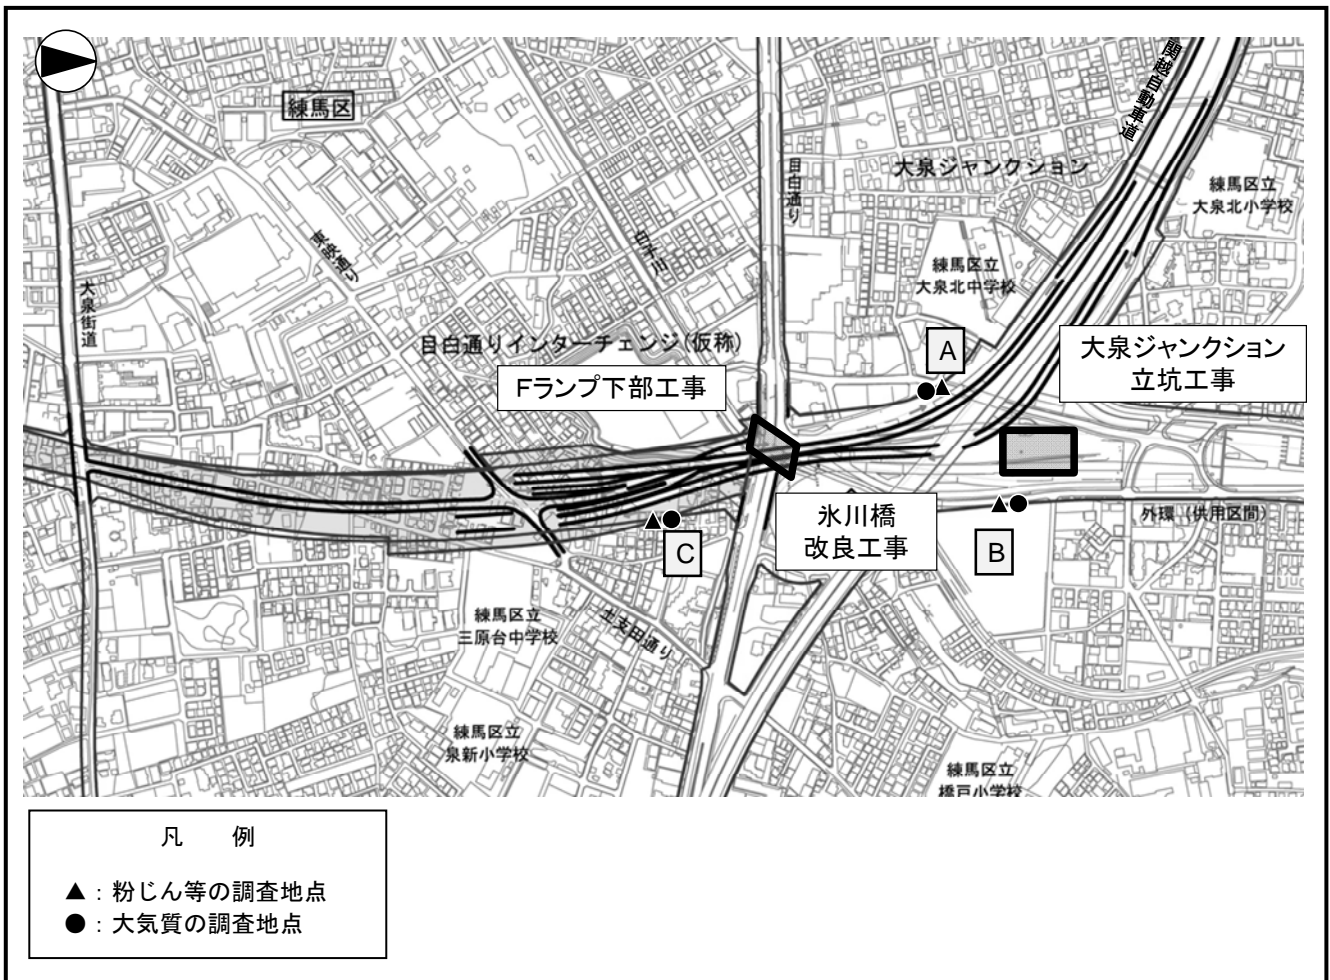 練馬区
関越自動車道
目白通り
大泉ジャンクション
練馬区立
大泉北小学校
練馬区立
大泉北中学校
白子川
大泉街道
目白通りインターチェンジ(仮称)
A
Fランプ下部工事
大泉ジャンクション
立坑工事
氷川橋
改良工事
B
外環（供用区間）
C
練馬区立
三原台中学校
土支田通り
練馬区立
泉新小学校
練馬区立
橋戸小学校
凡　例
▲：粉じん等の調査地点
●：大気質の調査地点